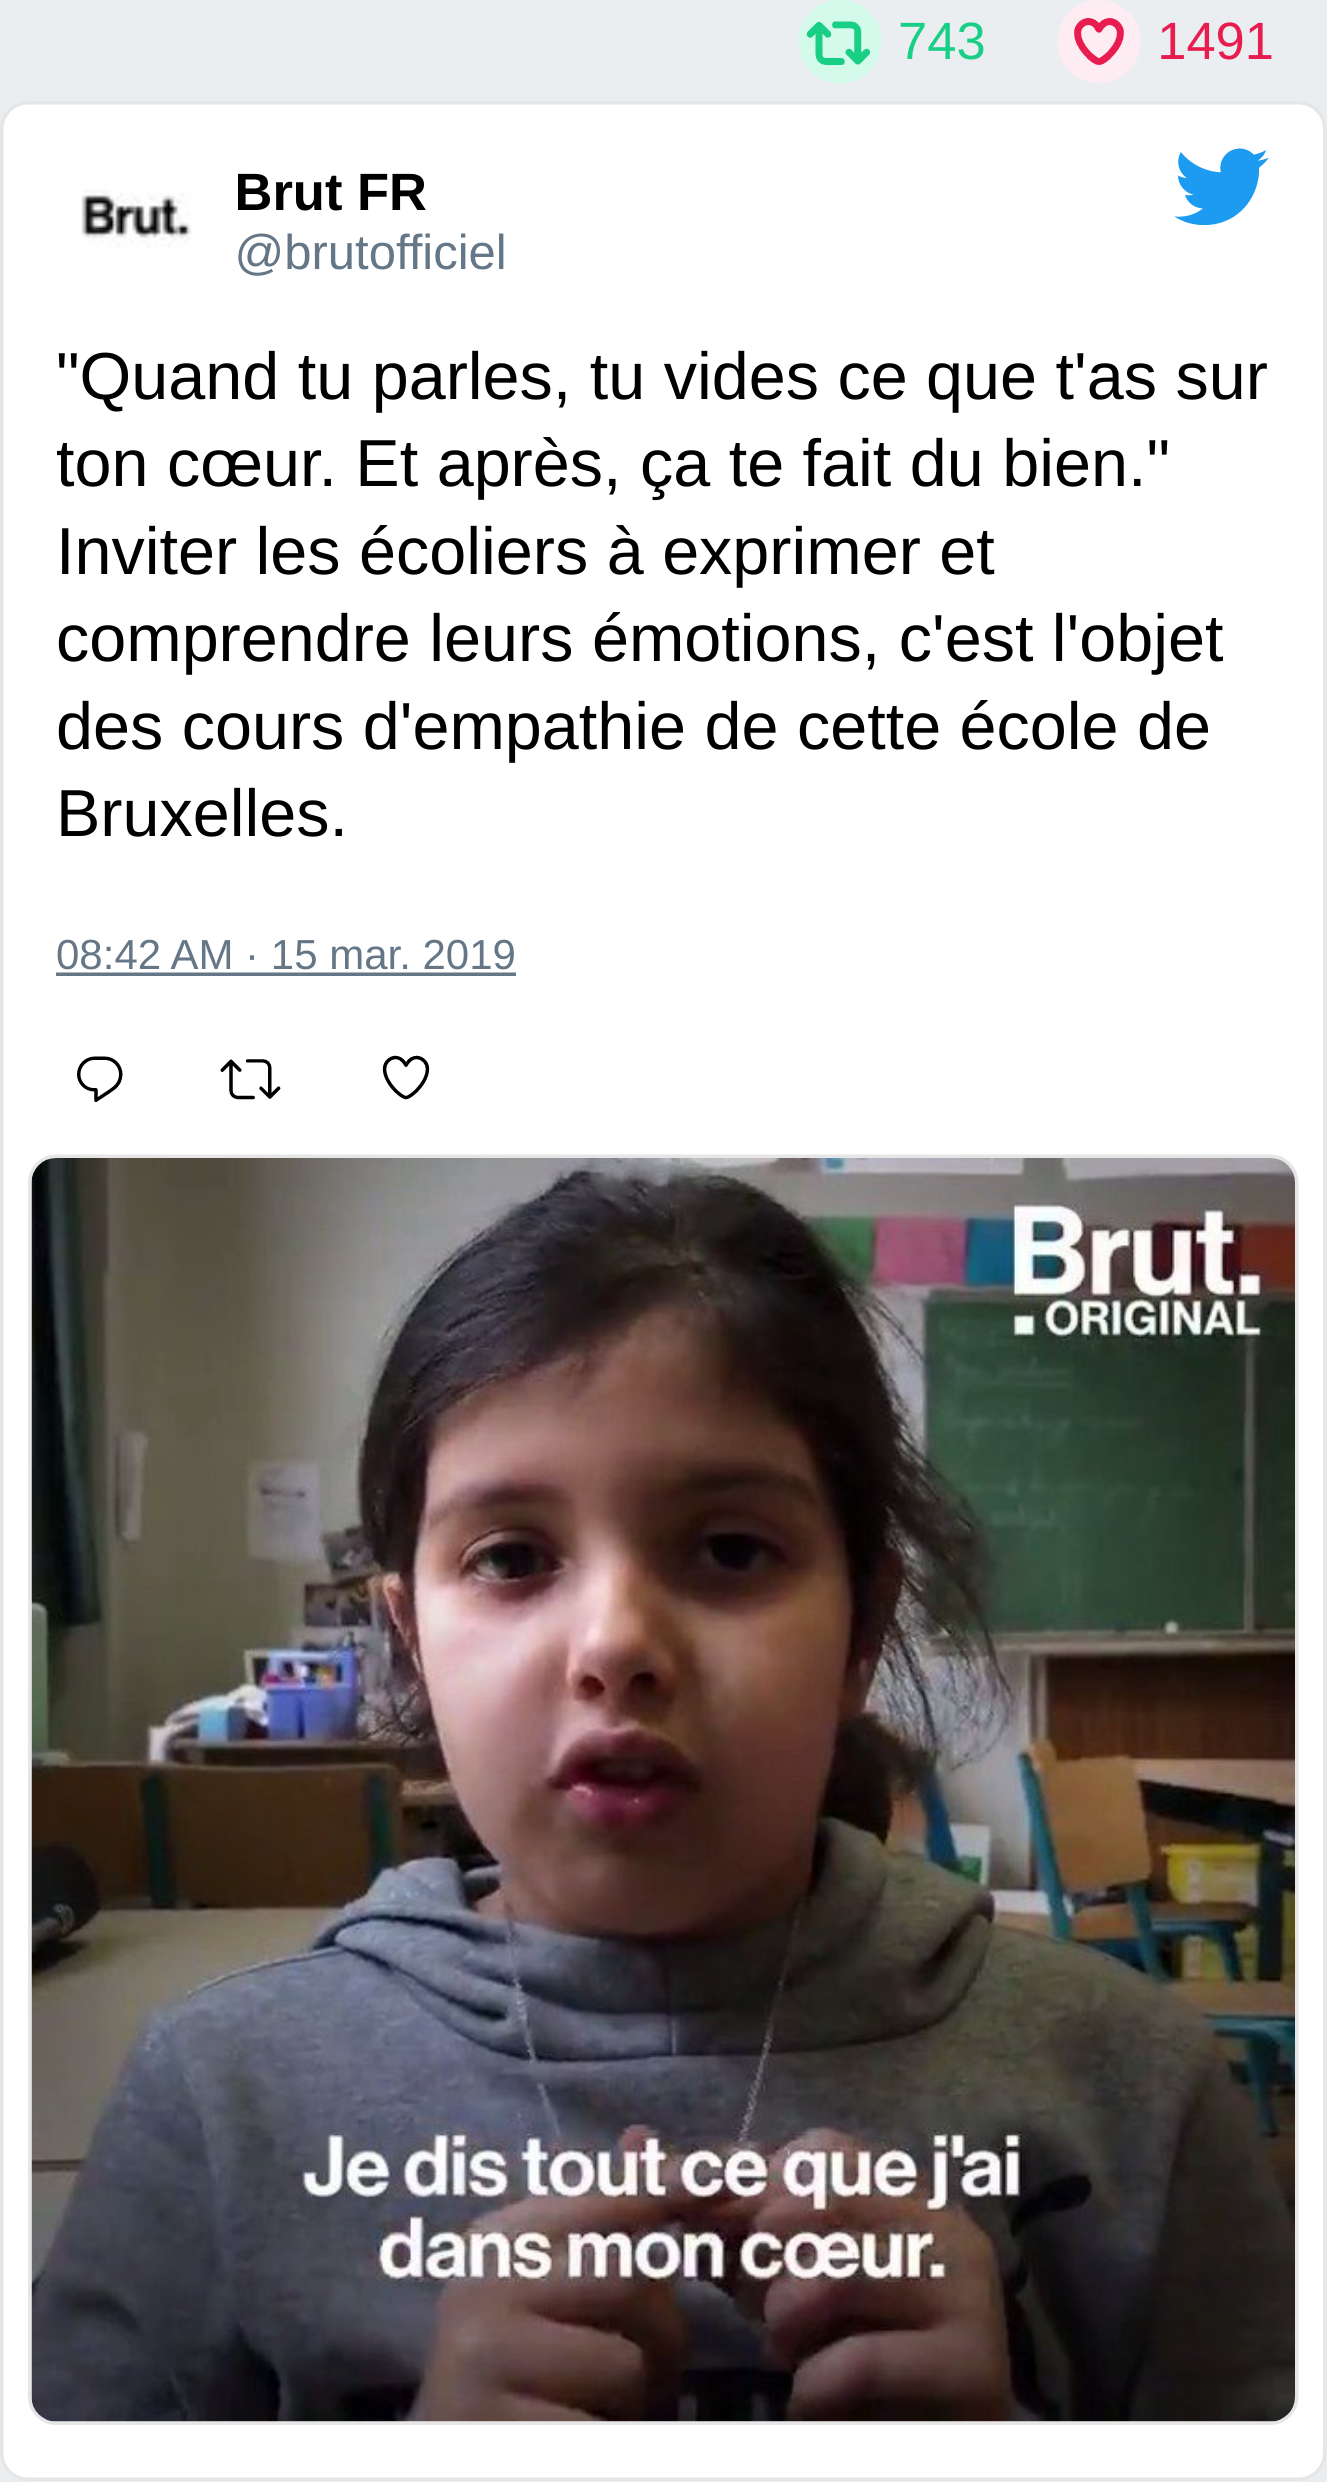 743 1491
Brut.
Brut FR
@brutofficiel
"Quand tu parles, tu vides ce que t'as sur
ton cœur. Et après, ça te fait du bien."
Inviter les écoliers à exprimer et
comprendre leurs émotions, c'est l'objet
des cours d'empathie de cette école de
Bruxelles.
08:42 AM · 15 mar. 2019
Brut.
ORIGINAL
Je dis tout ce que j'ai
dans mon cœur.